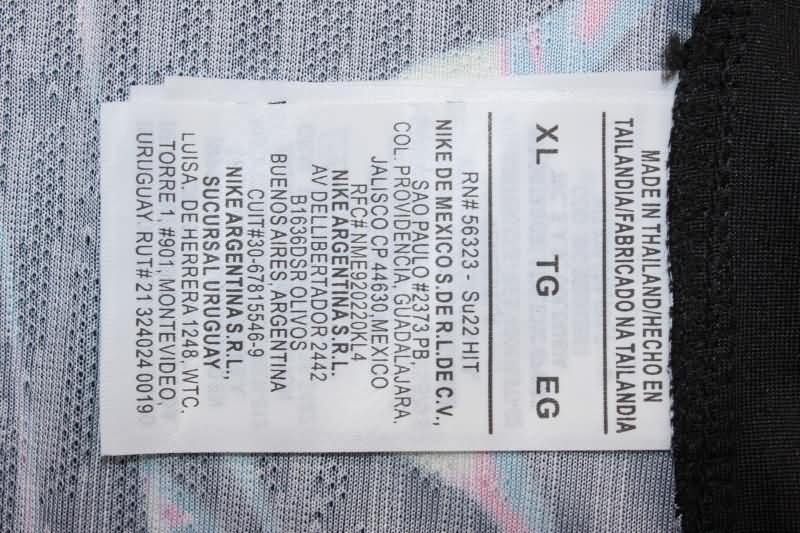 MADE IN THAILAND/HECHO EN
TAILANDIA/FABRICADO NA TAILANDIA
XL TG EG
RN# 56323 - Su22 HIT
NIKE DE MEXICO S.DE R.L.DE C.V.,
SAO PAULO #2373,PB,
COL. PROVIDENCIA, GUADALAJARA.
JALISCO CP 44630,MEXICO
RFC# NME920220KL4
NIKE ARGENTINA S.R.L.
AV DELLIBERTADOR 2442
B1636DSR OLIVOS
BUENOS AIRES, ARGENTINA
CUIT#30-67815546-9
NIKE ARGENTINA S R L.,
SUCURSAL URUGUAY
LUISA. DE HERRERA 1248, WTC.
TORRE 1, #901, MONTEVIDEO,
URUGUAY RUT# 21 324024 0019